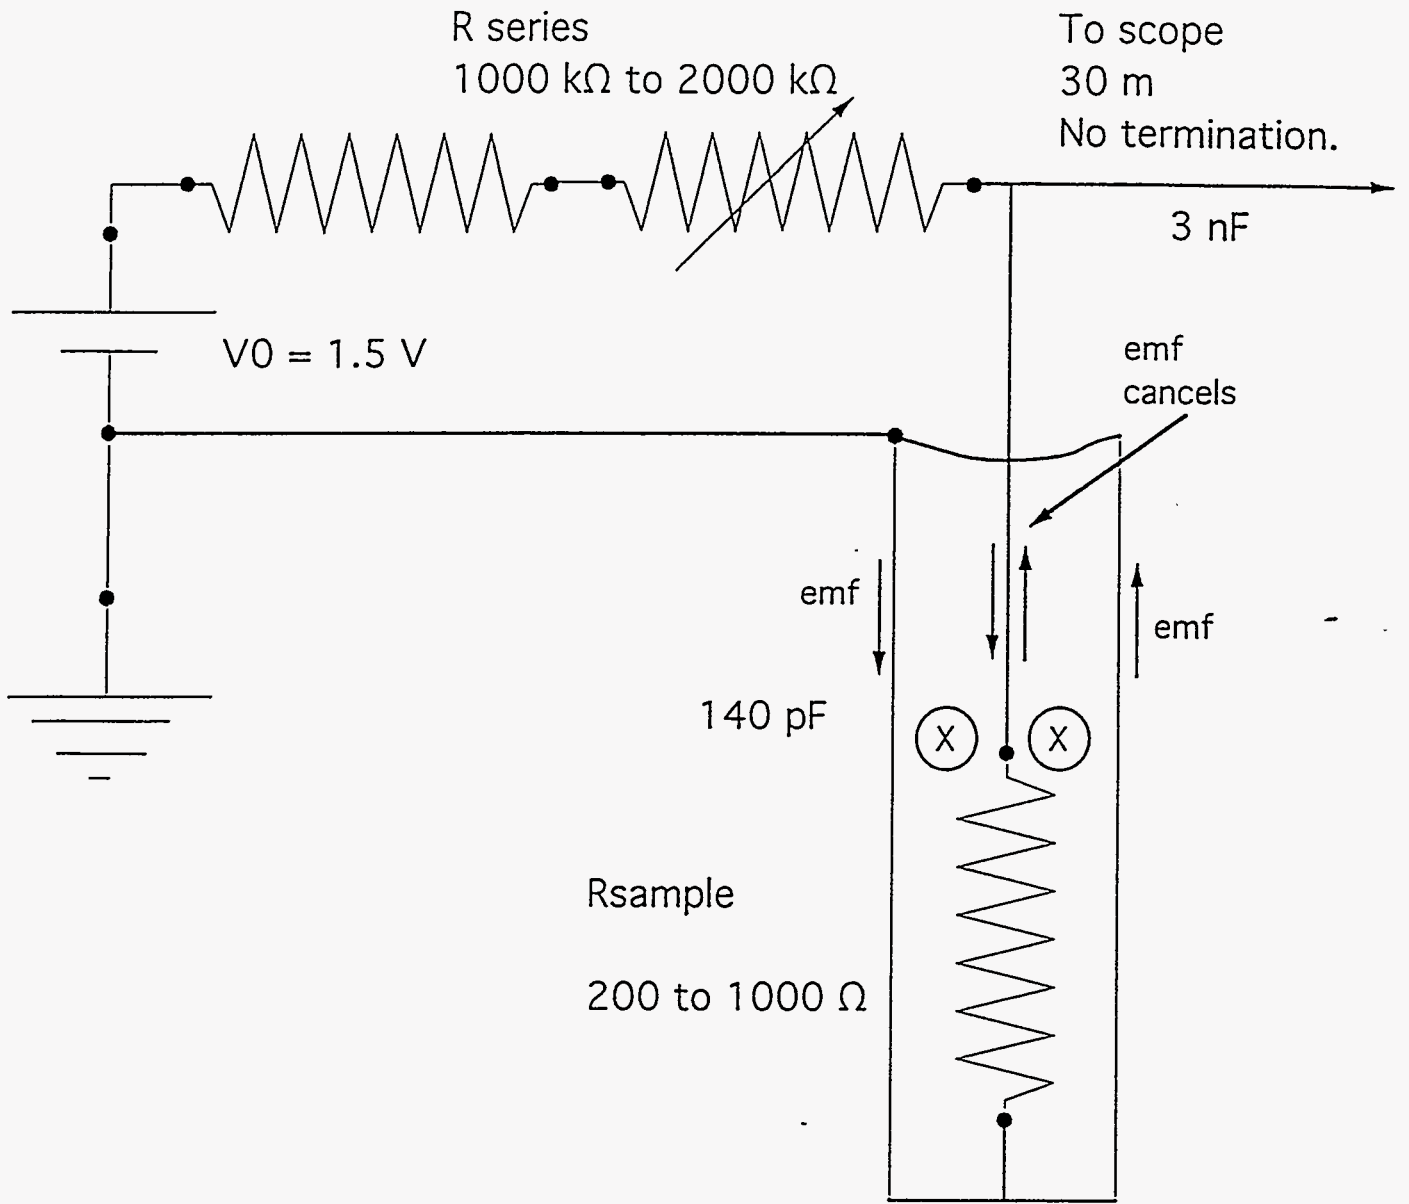 R series
1000 kΩ to 2000 kΩ
To scope
30 m
No termination.
3 nF
V0 = 1.5 V
emf
cancels
emf
emf
140 pF
X
X
Rsample
200 to 1000 Ω